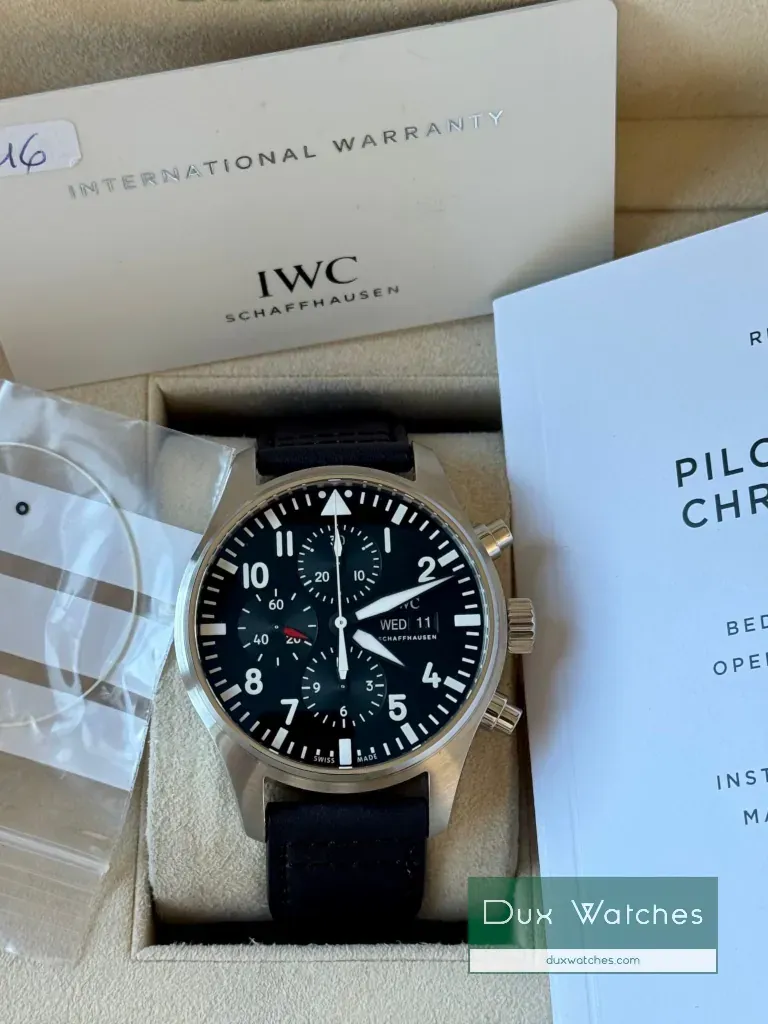 16
INTERNATIONAL WARRANTY
IWC
SCHAFFHAUSEN
PILO
CHR
BED
OPE
INST
MA
11
1
30
20
10
10
2
60
40
20
IWC
WED 11
SCHAFFHAUSEN
8
9
3
6
4
7
5
SWISS MADE
Dux Watches
duxwatches.com